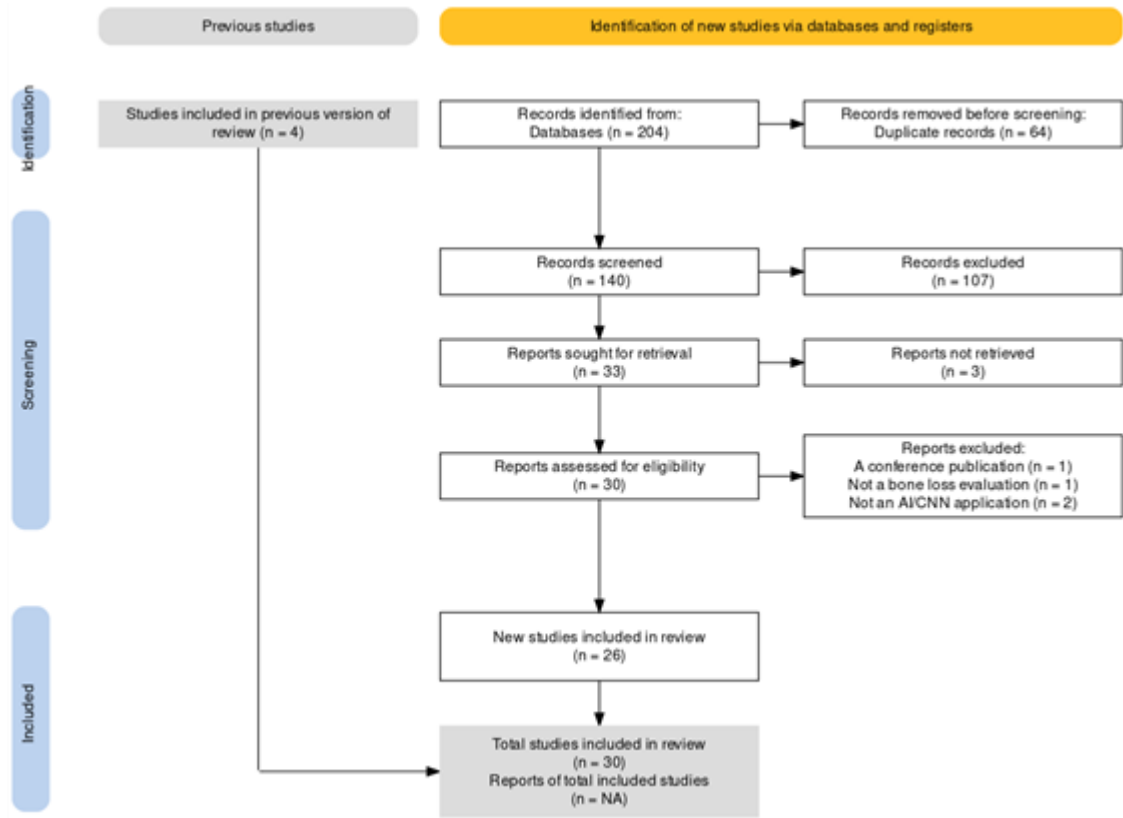 Previous studies
Identification of new studies via databases and registers
Identification
Studies included in previous version of
review (n = 4)
Records identified from:
Databases (n = 204)
Records removed before screening:
Duplicate records (n = 64)
Screening
Records screened
(n = 140)
Records excluded
(n = 107)
Reports sought for retrieval
(n = 33)
Reports not retrieved
(n = 3)
Reports assessed for eligibility
(n = 30)
Reports excluded:
A conference publication (n = 1)
Not a bone loss evaluation (n = 1)
Not an AI/CNN application (n = 2)
Included
New studies included in review
(n = 26)
Total studies included in review
(n = 30)
Reports of total included studies
(n = NA)